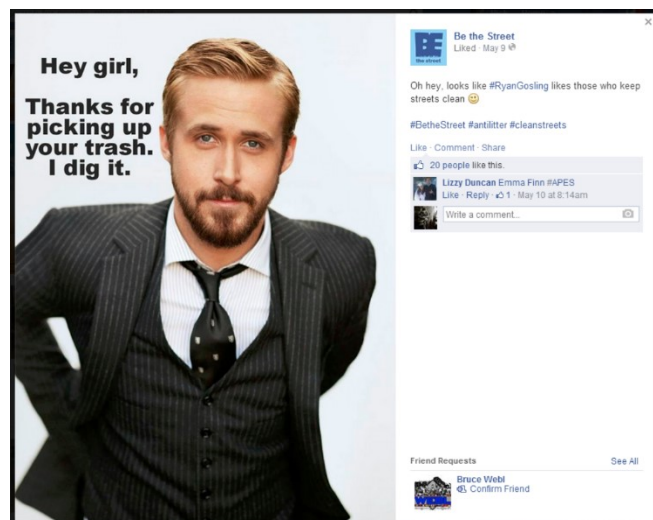 Hey girl,
Thanks for
picking up
your trash.
I dig it.
BE
the street
Be the Street
Liked · May 9
Oh hey, looks like #RyanGosling likes those who keep
streets clean
#BetheStreet #antilitter #cleanstreets
Like · Comment · Share
20 people like this.
Lizzy Duncan Emma Finn #APES
Like · Reply · 1 · May 10 at 8:14am
Write a comment...
Friend Requests
See All
Bruce Webl
Confirm Friend